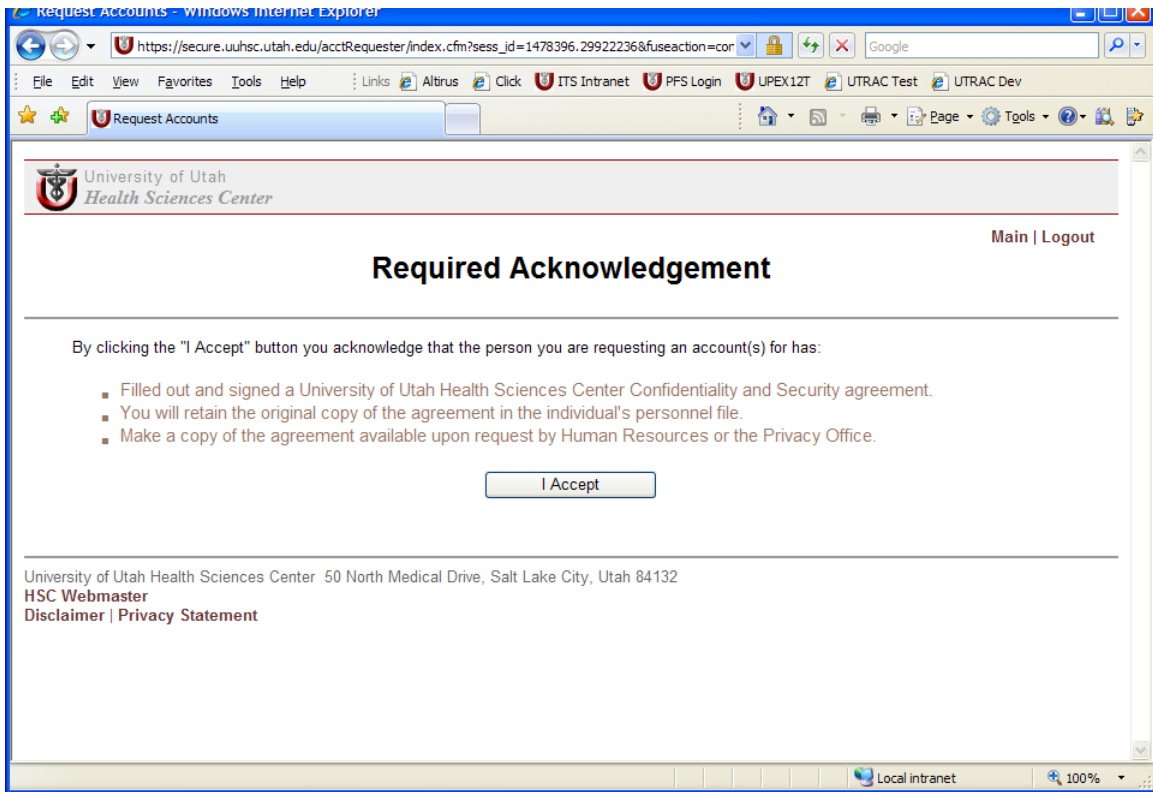 Request Accounts - Windows Internet Explorer
https://secure.uuhsc.utah.edu/acctRequester/index.cfm?sess_id=1478396.29922236&fuseaction=cor
Google
File Edit View Favorites Tools Help Links Altirus Click ITS Intranet PFS Login UPEX12T UTRAC Test UTRAC Dev
Request Accounts Page Tools
University of Utah
Health Sciences Center
Main | Logout
Required Acknowledgement
By clicking the "I Accept" button you acknowledge that the person you are requesting an account(s) for has:
Filled out and signed a University of Utah Health Sciences Center Confidentiality and Security agreement.
You will retain the original copy of the agreement in the individual's personnel file.
Make a copy of the agreement available upon request by Human Resources or the Privacy Office.
I Accept
University of Utah Health Sciences Center 50 North Medical Drive, Salt Lake City, Utah 84132
HSC Webmaster
Disclaimer | Privacy Statement
Local intranet 100%